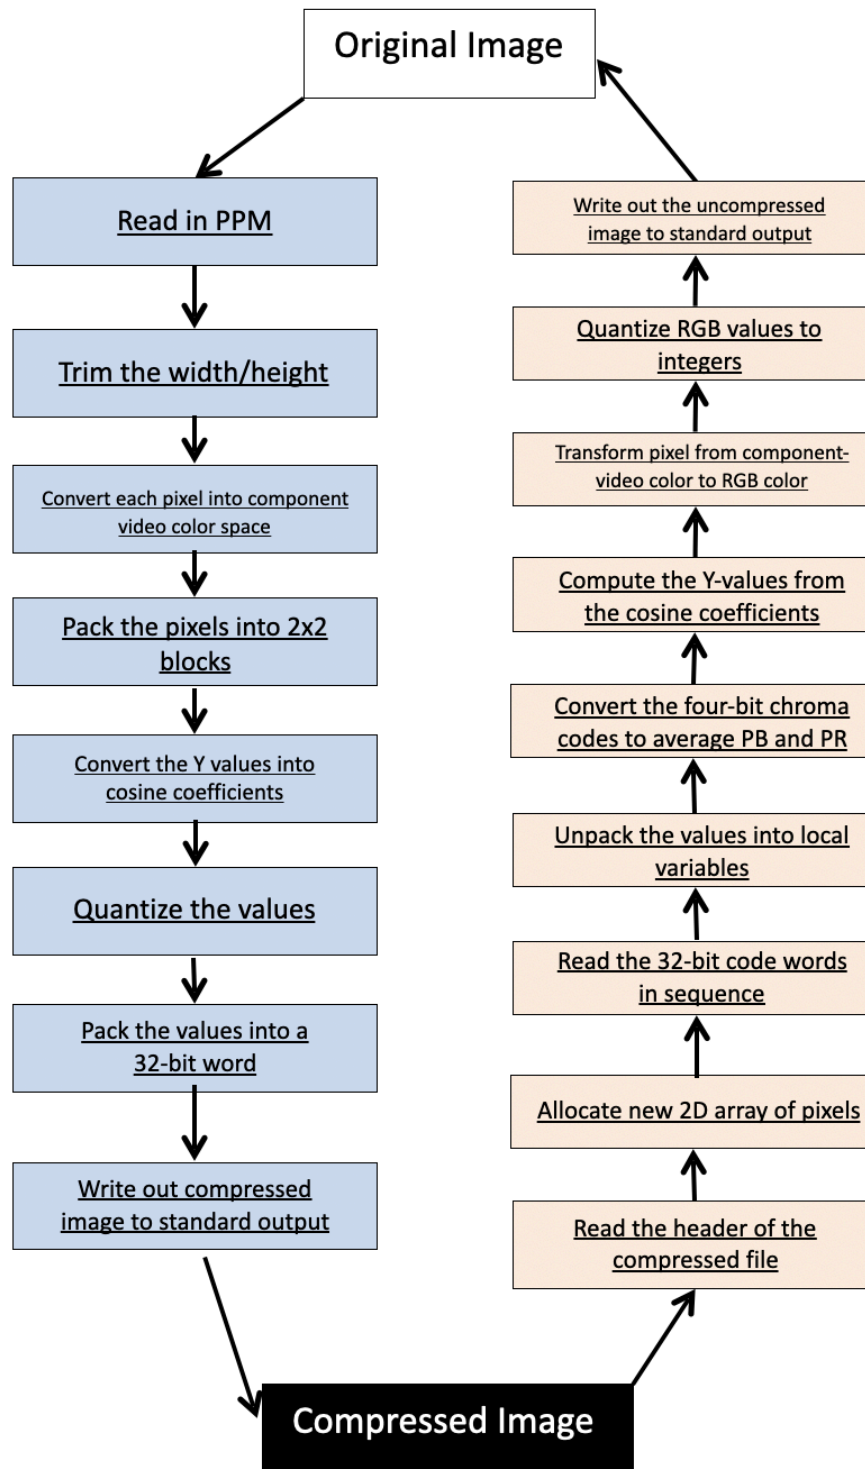 Original Image
Read in PPM
Trim the width/height
Convert each pixel into component
video color space
Pack the pixels into 2x2
blocks
Convert the Y values into
cosine coefficients
Quantize the values
Pack the values into a
32-bit word
Write out compressed
image to standard output
Compressed Image
Read the header of the
compressed file
Allocate new 2D array of pixels
Read the 32-bit code words
in sequence
Unpack the values into local
variables
Convert the four-bit chroma
codes to average PB and PR
Compute the Y-values from
the cosine coefficients
Transform pixel from component-
video color to RGB color
Quantize RGB values to
integers
Write out the uncompressed
image to standard output